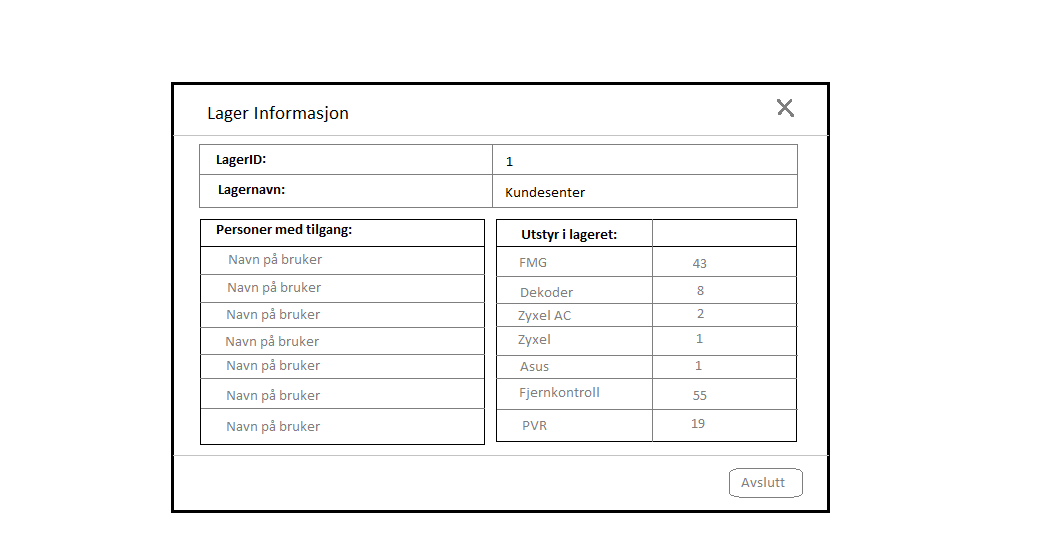 Lager Informasjon
LagerID: 1
Lagernavn: Kundesenter
Personer med tilgang:
Navn på bruker
Navn på bruker
Navn på bruker
Navn på bruker
Navn på bruker
Navn på bruker
Navn på bruker
Utstyr i lageret:
FMG 43
Dekoder 8
Zyxel AC 2
Zyxel 1
Asus 1
Fjernkontroll 55
PVR 19
Avslutt